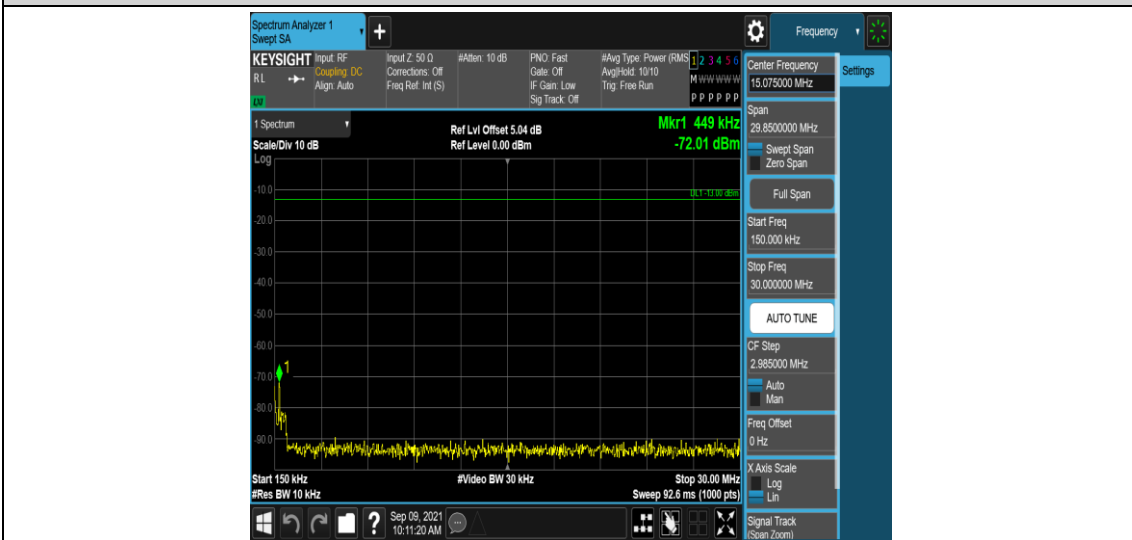 Spectrum Analyzer 1
Swept SA
+
Frequency
KEYSIGHT
RL
LV
Input: RF
Coupling: DC
Align: Auto
Input Z: 50 Ω
Corrections: Off
Freq Ref: Int (S)
#Atten: 10 dB
PNO: Fast
Gate: Off
IF Gain: Low
Sig Track: Off
#Avg Type: Power (RMS
Avg|Hold: 10/10
Trig: Free Run
1 2 3 4 5 6
M W W W W W
P P P P P P
1 Spectrum
Scale/Div 10 dB
Ref Lvl Offset 5.04 dB
Ref Level 0.00 dBm
Mkr1 449 kHz
-72.01 dBm
Log
DL1 -13.00 dBm
-10.0
-20.0
-30.0
-40.0
-50.0
-60.0
-70.0
-80.0
-90.0
1
Start 150 kHz
#Res BW 10 kHz
#Video BW 30 kHz
Stop 30.00 MHz
Sweep 92.6 ms (1000 pts)
?
Sep 09, 2021
10:11:20 AM
Center Frequency
15.075000 MHz
Settings
Span
29.8500000 MHz
Swept Span
Zero Span
Full Span
Start Freq
150.000 kHz
Stop Freq
30.000000 MHz
AUTO TUNE
CF Step
2.985000 MHz
Auto
Man
Freq Offset
0 Hz
X Axis Scale
Log
Lin
Signal Track
(Span Zoom)